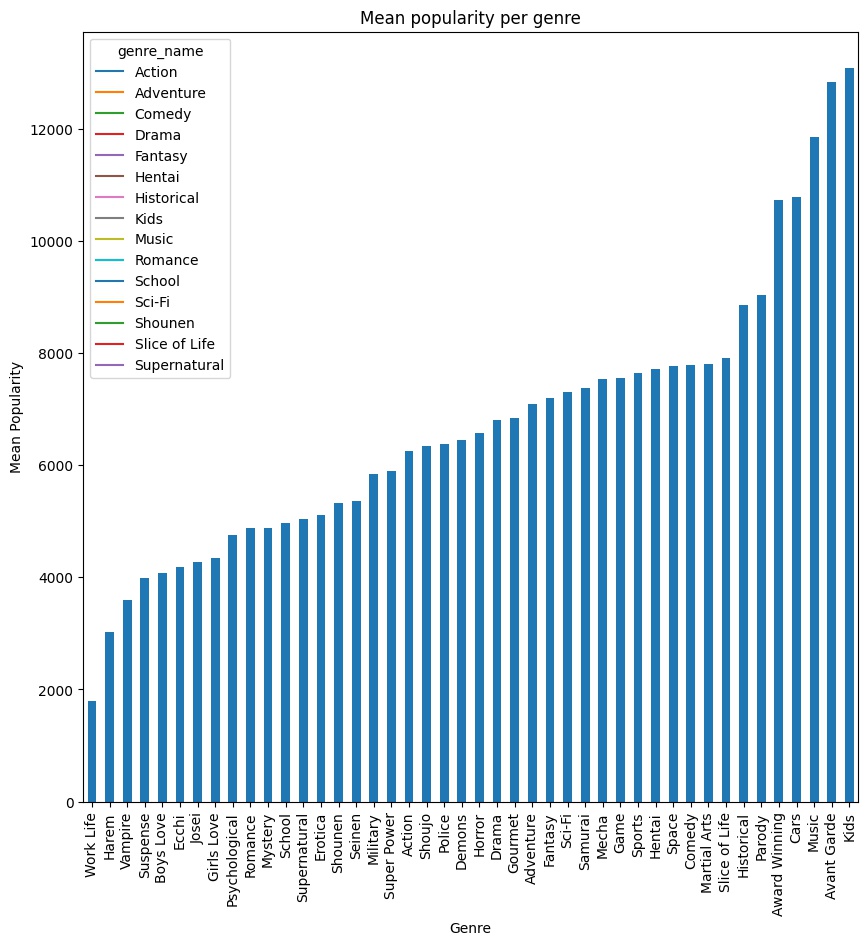 Mean popularity per genre
genre_name
Action
Adventure
Comedy
Drama
Fantasy
Hentai
Historical
Kids
Music
Romance
School
Sci-Fi
Shounen
Slice of Life
Supernatural
Mean Popularity
12000
10000
8000
6000
4000
2000
0
Work Life
Harem
Vampire
Suspense
Boys Love
Ecchi
Josei
Girls Love
Psychological
Romance
Mystery
School
Supernatural
Erotica
Shounen
Seinen
Military
Super Power
Action
Shoujo
Police
Demons
Horror
Drama
Gourmet
Adventure
Fantasy
Sci-Fi
Samurai
Mecha
Game
Sports
Hentai
Space
Comedy
Martial Arts
Slice of Life
Historical
Parody
Award Winning
Cars
Music
Avant Garde
Kids
Genre